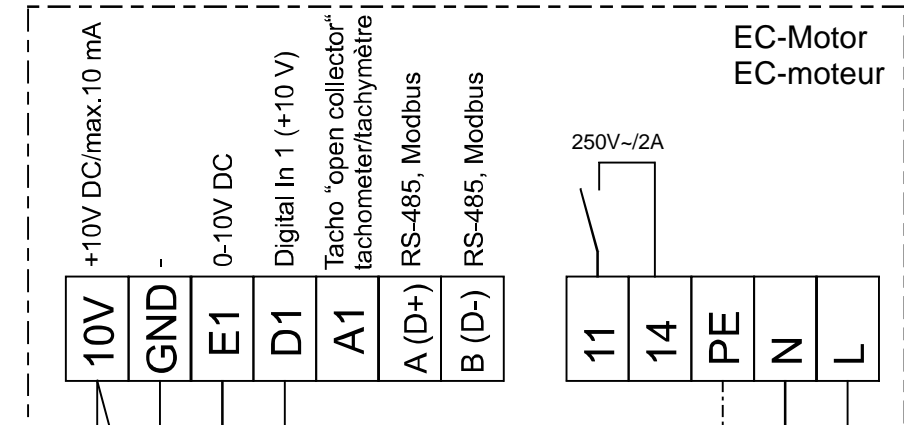 EC-Motor
EC-moteur
+10V DC/max.10 mA
-
0-10V DC
Digital In 1 (+10 V)
Tacho “open collector“
tachometer/tachymètre
RS-485, Modbus
RS-485, Modbus
250V~/2A
10V
GND
E1
D1
A1
A (D+)
B (D-)
11
14
PE
N
L